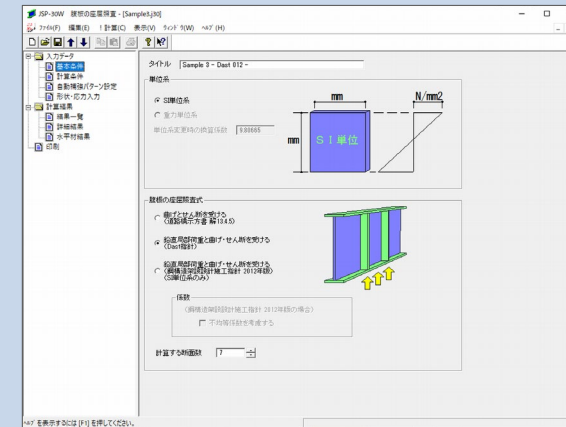 JSP-30W 腹板の座屈照査 - [Sample3.j30]
ファイル(F) 編集(E) !計算(C) 表示(V) ウィンドウ(W) ヘルプ(H)
入力データ
基本条件
計算条件
自動補強パターン設定
形状・応力入力
計算結果
結果一覧
詳細結果
水平材結果
印刷
タイトル Sample 3 - Dast 012 -
単位系
SI単位系
重力単位系
単位系変更時の換算係数 9.80665
mm
N/mm2
mm
SI単位
腹板の座屈照査式
曲げとせん断を受ける
(道路橋示方書 解13.4.5)
鉛直局部荷重と曲げ・せん断を受ける
(Dast指針)
鉛直局部荷重と曲げ・せん断を受ける
(鋼構造架設設計施工指針 2012年版)
(SI単位系のみ)
係数
(鋼構造架設設計施工指針 2012年版の場合)
不均等係数を考慮する
計算する断面数 7
ヘルプ を表示するには [F1] を押してください。